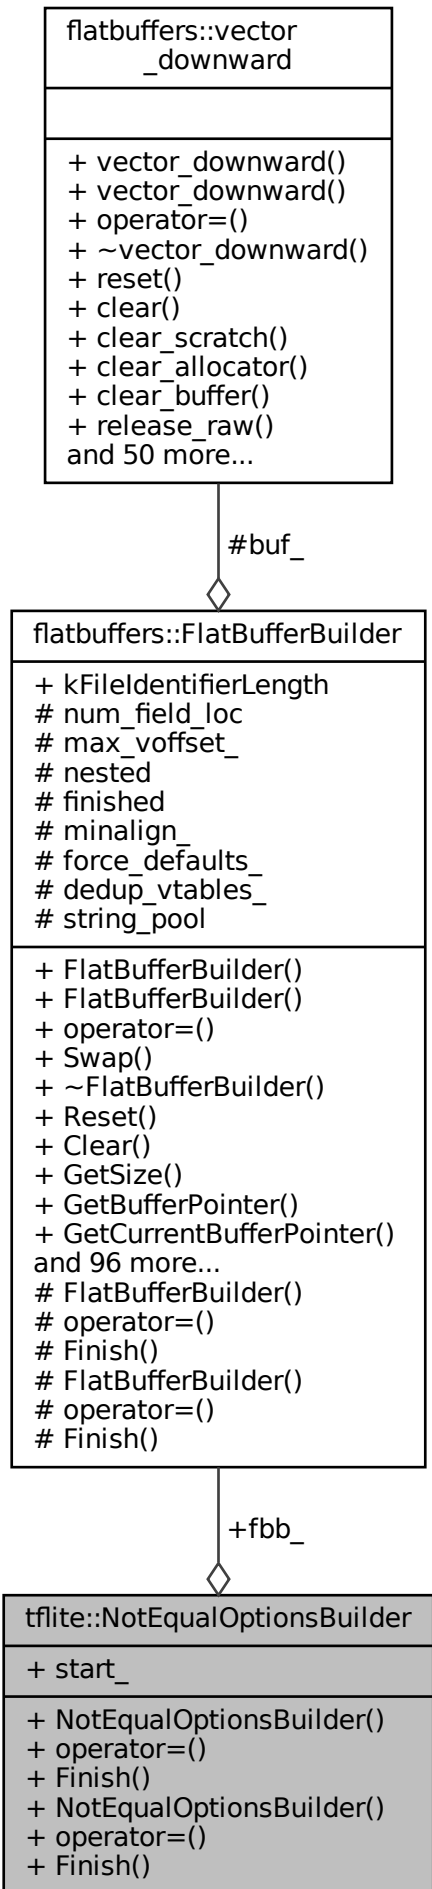 flatbuffers::vector
_downward
+ vector_downward()
+ vector_downward()
+ operator=()
+ ~vector_downward()
+ reset()
+ clear()
+ clear_scratch()
+ clear_allocator()
+ clear_buffer()
+ release_raw()
and 50 more...
#buf_
flatbuffers::FlatBufferBuilder
+ kFileIdentifierLength
# num_field_loc
# max_voffset_
# nested
# finished
# minalign_
# force_defaults_
# dedup_vtables_
# string_pool
+ FlatBufferBuilder()
+ FlatBufferBuilder()
+ operator=()
+ Swap()
+ ~FlatBufferBuilder()
+ Reset()
+ Clear()
+ GetSize()
+ GetBufferPointer()
+ GetCurrentBufferPointer()
and 96 more...
# FlatBufferBuilder()
# operator=()
# Finish()
# FlatBufferBuilder()
# operator=()
# Finish()
+fbb_
tflite::NotEqualOptionsBuilder
+ start_
+ NotEqualOptionsBuilder()
+ operator=()
+ Finish()
+ NotEqualOptionsBuilder()
+ operator=()
+ Finish()